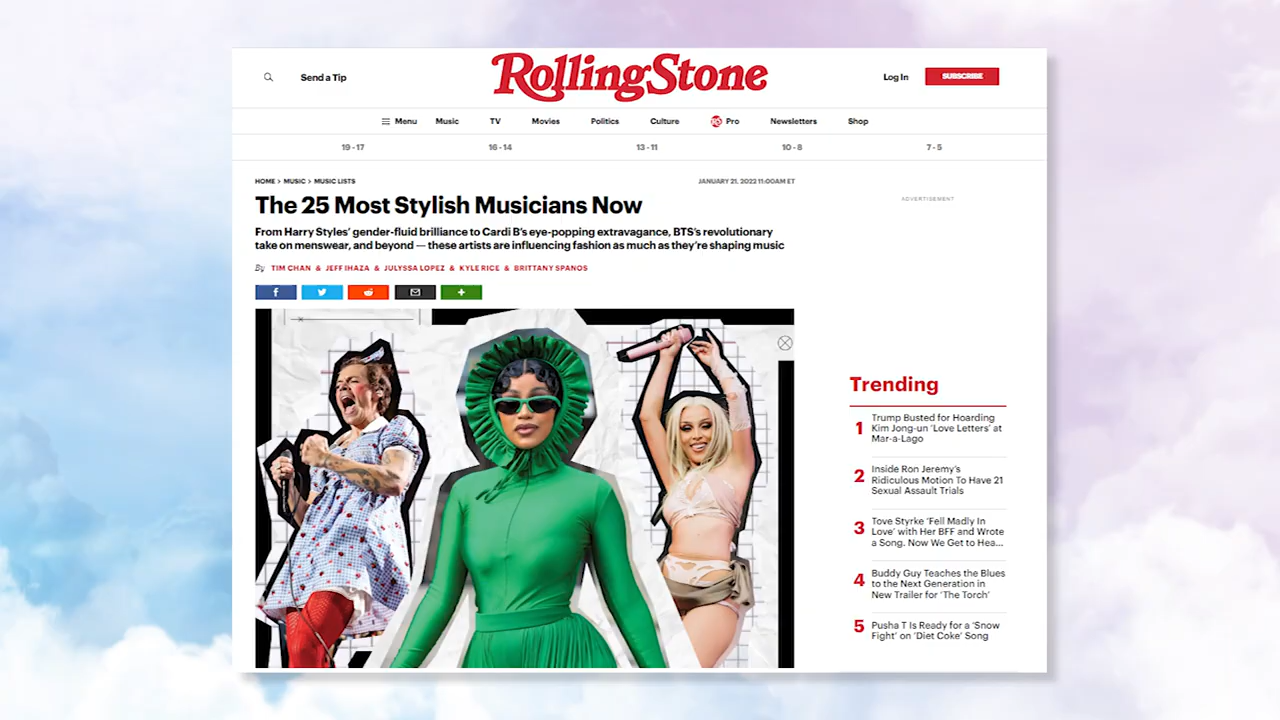 Send a Tip
RollingStone
Log In
SUBSCRIBE
Menu Music TV Movies Politics Culture RS Pro Newsletters Shop
19 - 17 16 - 14 13 - 11 10 - 8 7 - 5
HOME > MUSIC > MUSIC LISTS
JANUARY 21, 2022 11:00AM ET
The 25 Most Stylish Musicians Now
From Harry Styles' gender-fluid brilliance to Cardi B's eye-popping extravagance, BTS's revolutionary
take on menswear, and beyond — these artists are influencing fashion as much as they're shaping music
By TIM CHAN & JEFF IHAZA & JULYSSA LOPEZ & KYLE RICE & BRITTANY SPANOS
ADVERTISEMENT
Trending
1 Trump Busted for Hoarding
Kim Jong-un 'Love Letters' at
Mar-a-Lago
2 Inside Ron Jeremy's
Ridiculous Motion To Have 21
Sexual Assault Trials
3 Tove Styrke 'Fell Madly In
Love' with Her BFF and Wrote
a Song. Now We Get to Hea...
4 Buddy Guy Teaches the Blues
to the Next Generation in
New Trailer for 'The Torch'
5 Pusha T Is Ready for a 'Snow
Fight' on 'Diet Coke' Song